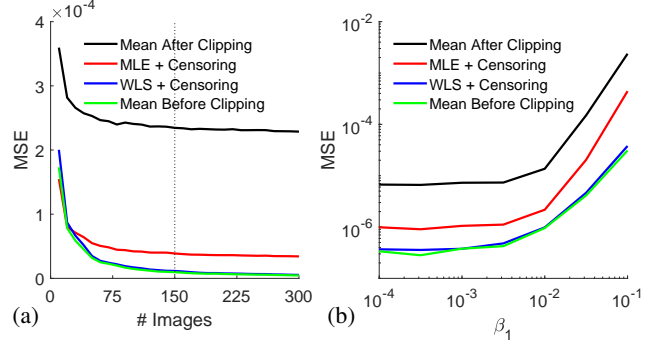 ×10⁻⁴
4
2
0
MSE
Mean After Clipping
MLE + Censoring
WLS + Censoring
Mean Before Clipping
0 75 150 225 300
# Images
(a)
10⁻²
10⁻⁴
10⁻⁶
MSE
Mean After Clipping
MLE + Censoring
WLS + Censoring
Mean Before Clipping
10⁻⁴ 10⁻³ 10⁻² 10⁻¹
β₁
(b)